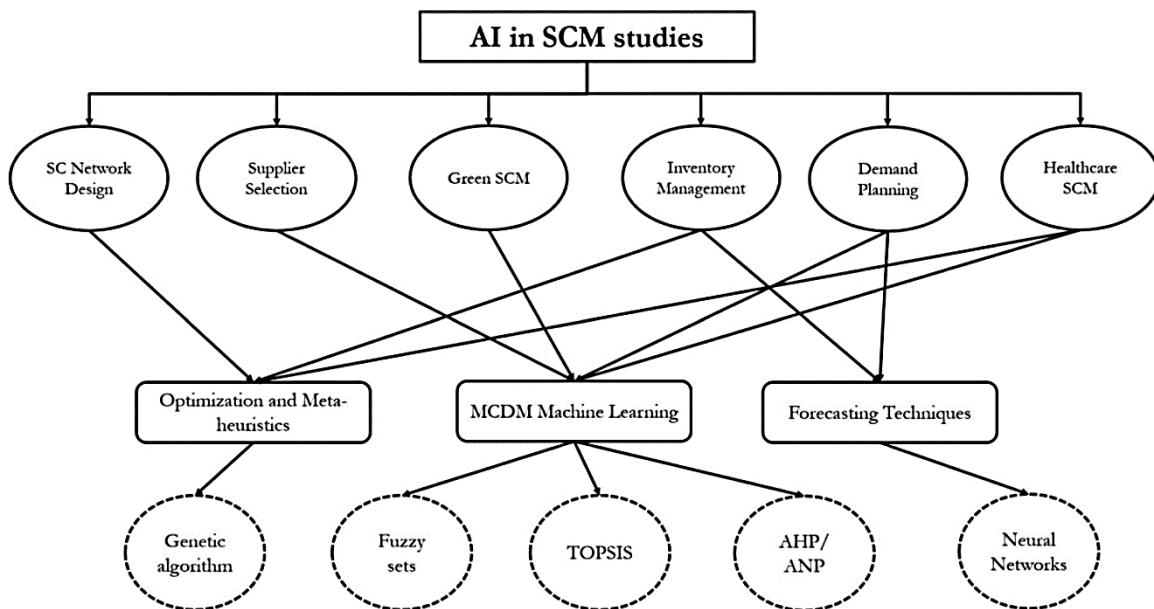 AI in SCM studies
SC Network
Design
Supplier
Selection
Green SCM
Inventory
Management
Demand
Planning
Healthcare
SCM
Optimization and Meta-
heuristics
MCDM Machine Learning
Forecasting Techniques
Genetic
algorithm
Fuzzy
sets
TOPSIS
AHP/
ANP
Neural
Networks